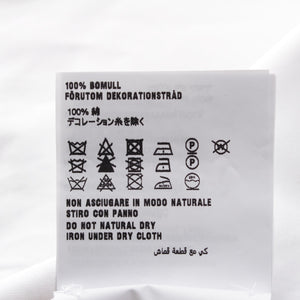 100% BOMULL
FÖRUTOM DEKORATIONSTRÅD
100% 綿
デコレーション糸を除く
P
P
NON ASCIUGARE IN MODO NATURALE
STIRO CON PANNO
DO NOT NATURAL DRY
IRON UNDER DRY CLOTH
كي مع قطعة قماش